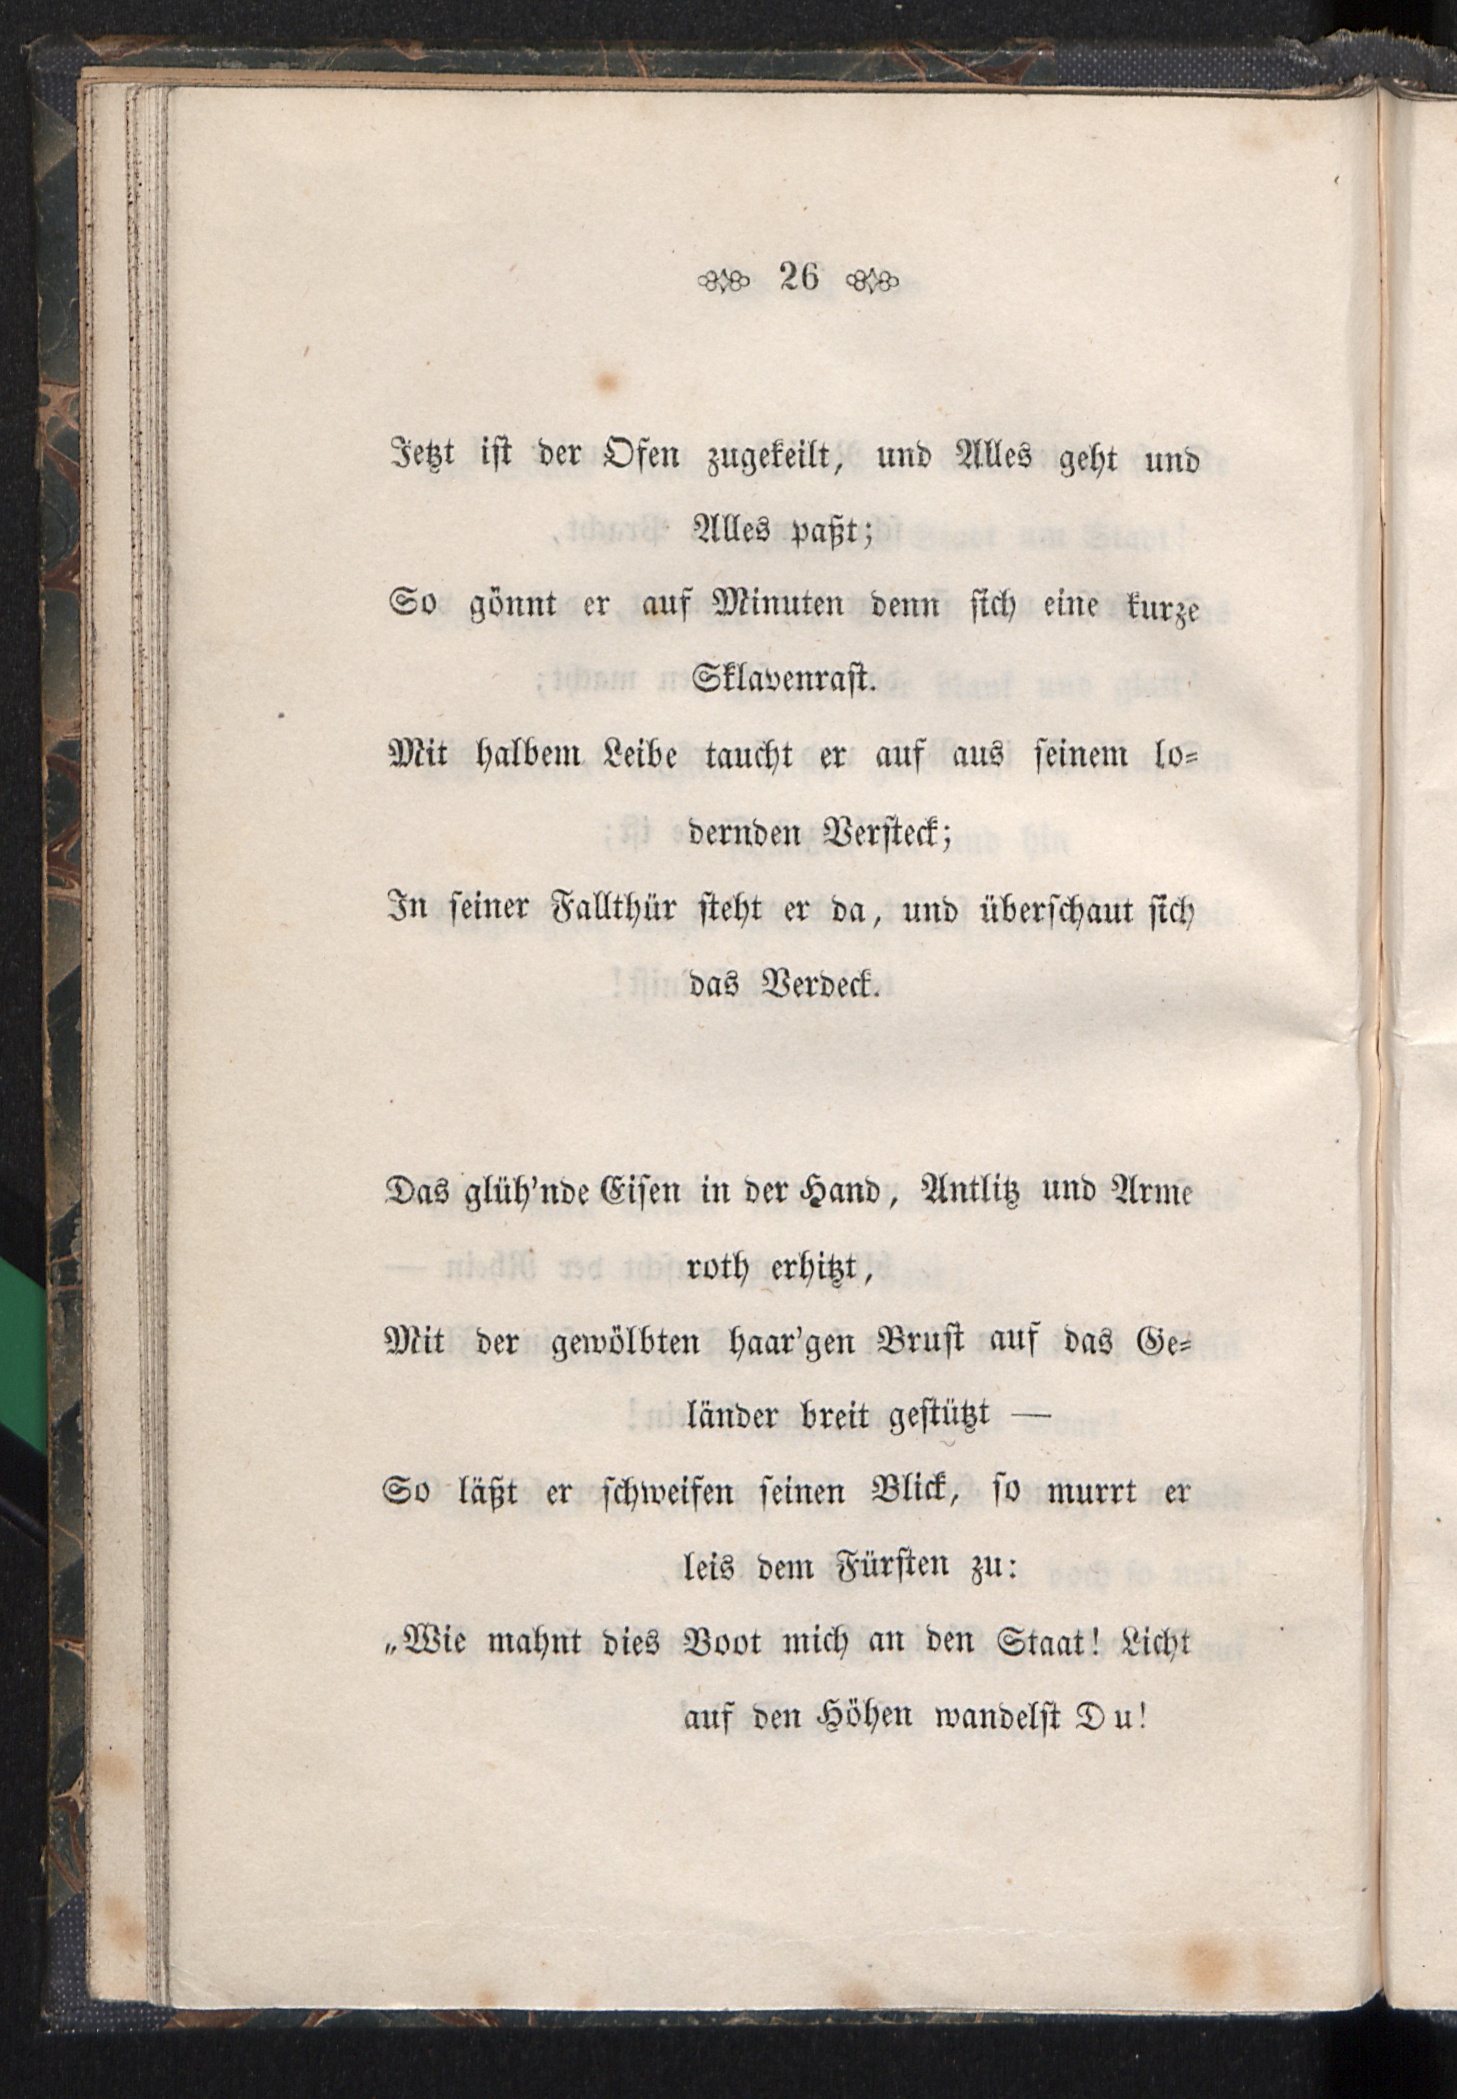 26
Jetzt ist der Ofen zugekeilt, und Alles geht und
Alles paßt;
So gönnt er auf Minuten denn sich eine kurze
Sklavenrast.
Mit halbem Leibe taucht er auf aus seinem lo-
dernden Versteck;
In seiner Fallthür steht er da, und überschaut sich
das Verdeck.
Das glüh'nde Eisen in der Hand, Antlitz und Arme
roth erhitzt,
Mit der gewölbten haar'gen Brust auf das Ge-
länder breit gestützt —
So läßt er schweifen seinen Blick, so murrt er
leis dem Fürsten zu:
„Wie mahnt dies Boot mich an den Staat! Licht
auf den Höhen wandelst Du!